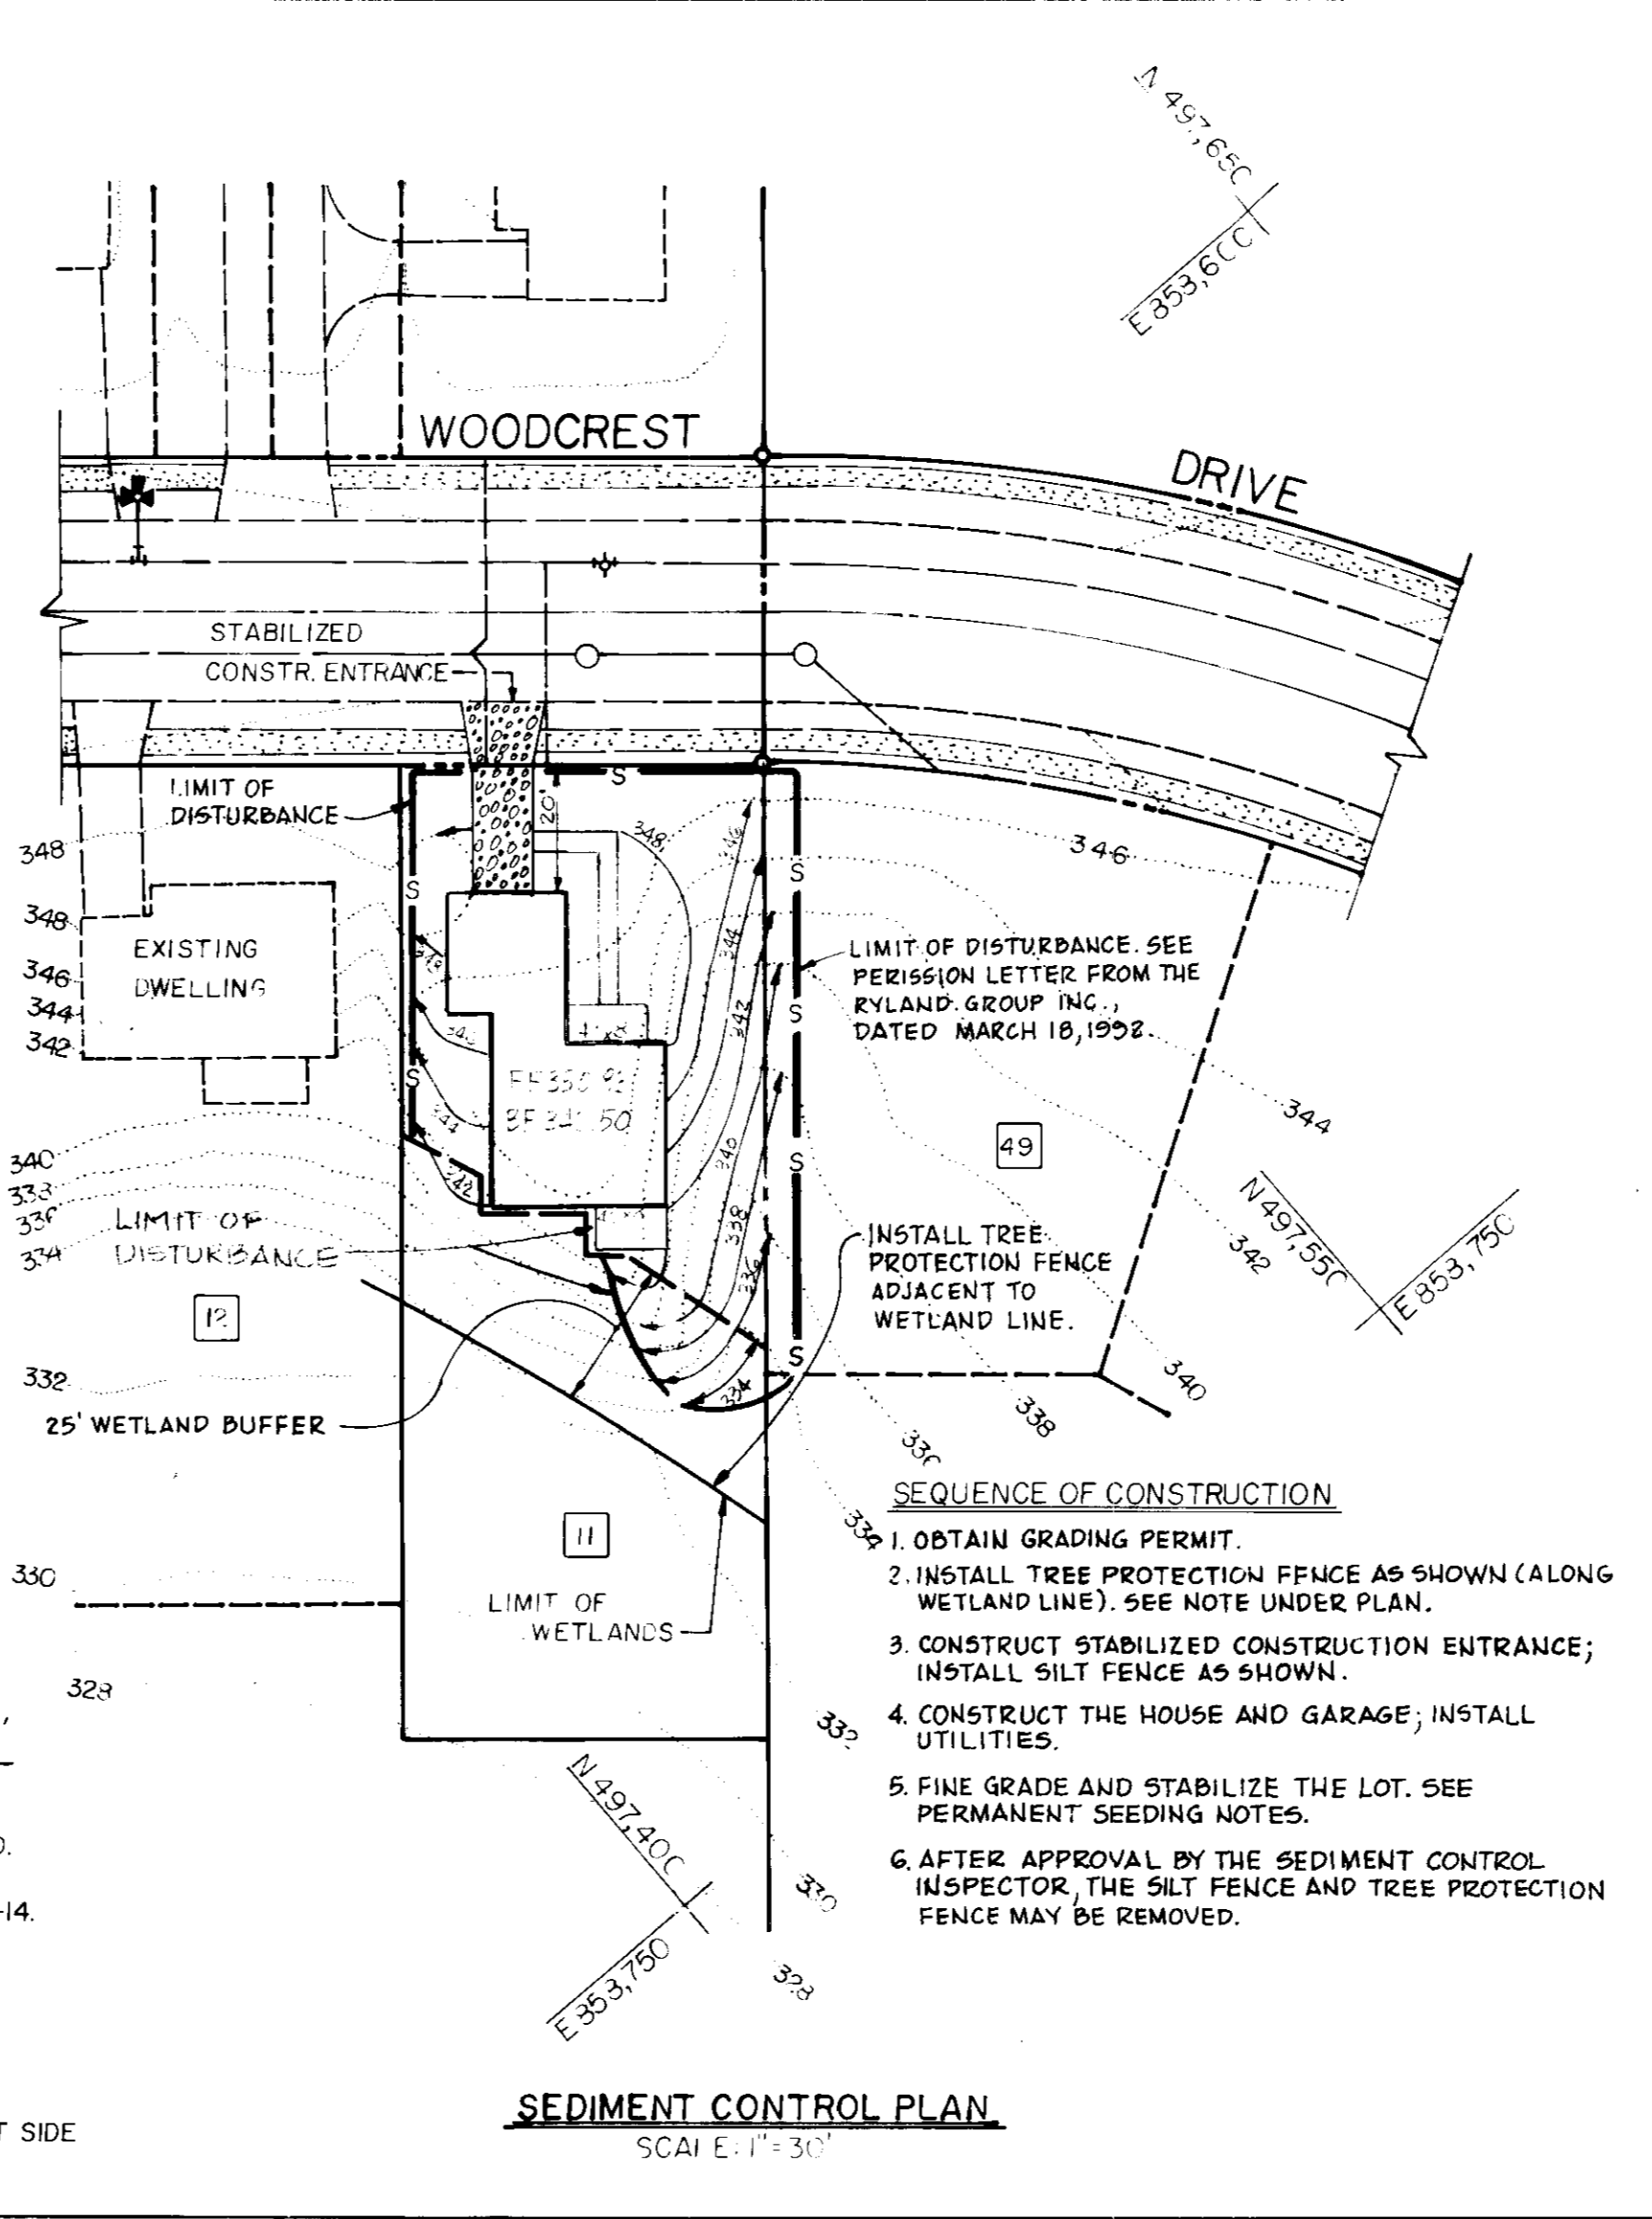 N 497,650
E 853,600
WOODCREST
DRIVE
STABILIZED
CONSTR. ENTRANCE
LIMIT OF
DISTURBANCE
S
20'
348
346
348
348
346
344
342
S
S
EXISTING
DWELLING
348
344
342
LIMIT OF DISTURBANCE. SEE
PERISSION LETTER FROM THE
RYLAND GROUP INC.,
DATED MARCH 18, 1992.
346
S
S
49
344
344
342
S
340
338
336
334
340
338
336
334
LIMIT OF
DISTURBANCE
12
INSTALL TREE
PROTECTION FENCE
ADJACENT TO
WETLAND LINE.
N 497,550
E 853,750
342
340
338
336
334
S
S
332
25' WETLAND BUFFER
11
330
LIMIT OF
WETLANDS
328
332
SEQUENCE OF CONSTRUCTION
1. OBTAIN GRADING PERMIT.
2. INSTALL TREE PROTECTION FENCE AS SHOWN (ALONG
WETLAND LINE). SEE NOTE UNDER PLAN.
3. CONSTRUCT STABILIZED CONSTRUCTION ENTRANCE;
INSTALL SILT FENCE AS SHOWN.
4. CONSTRUCT THE HOUSE AND GARAGE; INSTALL
UTILITIES.
5. FINE GRADE AND STABILIZE THE LOT. SEE
PERMANENT SEEDING NOTES.
6. AFTER APPROVAL BY THE SEDIMENT CONTROL
INSPECTOR, THE SILT FENCE AND TREE PROTECTION
FENCE MAY BE REMOVED.
N 497,400
E 853,750
330
328
-14.
T SIDE
SEDIMENT CONTROL PLAN
SCALE: 1"=30'